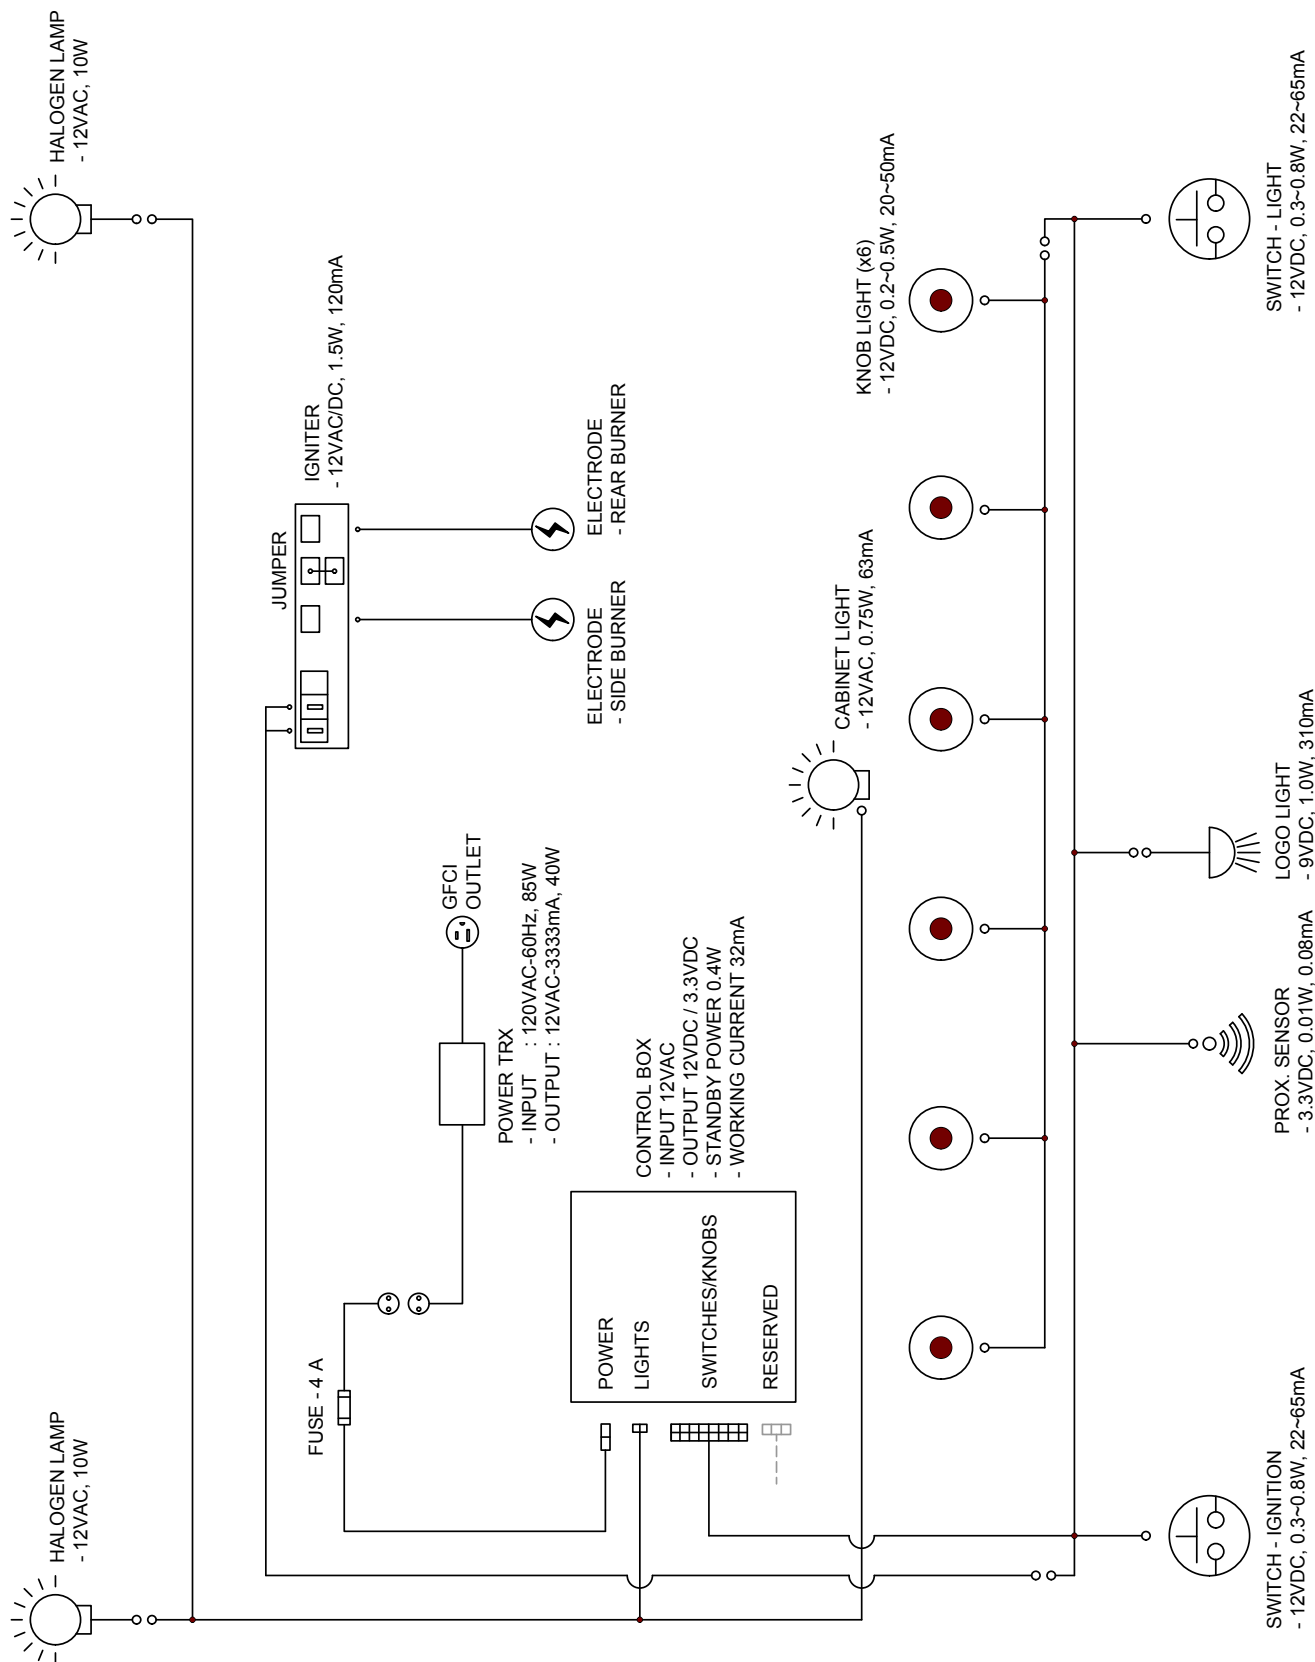 HALOGEN LAMP
- 12VAC, 10W
HALOGEN LAMP
- 12VAC, 10W
JUMPER
IGNITER
- 12VAC/DC, 1.5W, 120mA
FUSE - 4 A
GFCI
OUTLET
POWER TRX
- INPUT : 120VAC-60Hz, 85W
- OUTPUT : 12VAC-3333mA, 40W
ELECTRODE
- SIDE BURNER
ELECTRODE
- REAR BURNER
CONTROL BOX
- INPUT 12VAC
- OUTPUT 12VDC / 3.3VDC
- STANDBY POWER 0.4W
- WORKING CURRENT 32mA
POWER
LIGHTS
SWITCHES/KNOBS
RESERVED
CABINET LIGHT
- 12VAC, 0.75W, 63mA
KNOB LIGHT (x6)
- 12VDC, 0.2~0.5W, 20~50mA
SWITCH - IGNITION
- 12VDC, 0.3~0.8W, 22~65mA
PROX. SENSOR
- 3.3VDC, 0.01W, 0.08mA
LOGO LIGHT
- 9VDC, 1.0W, 310mA
SWITCH - LIGHT
- 12VDC, 0.3~0.8W, 22~65mA